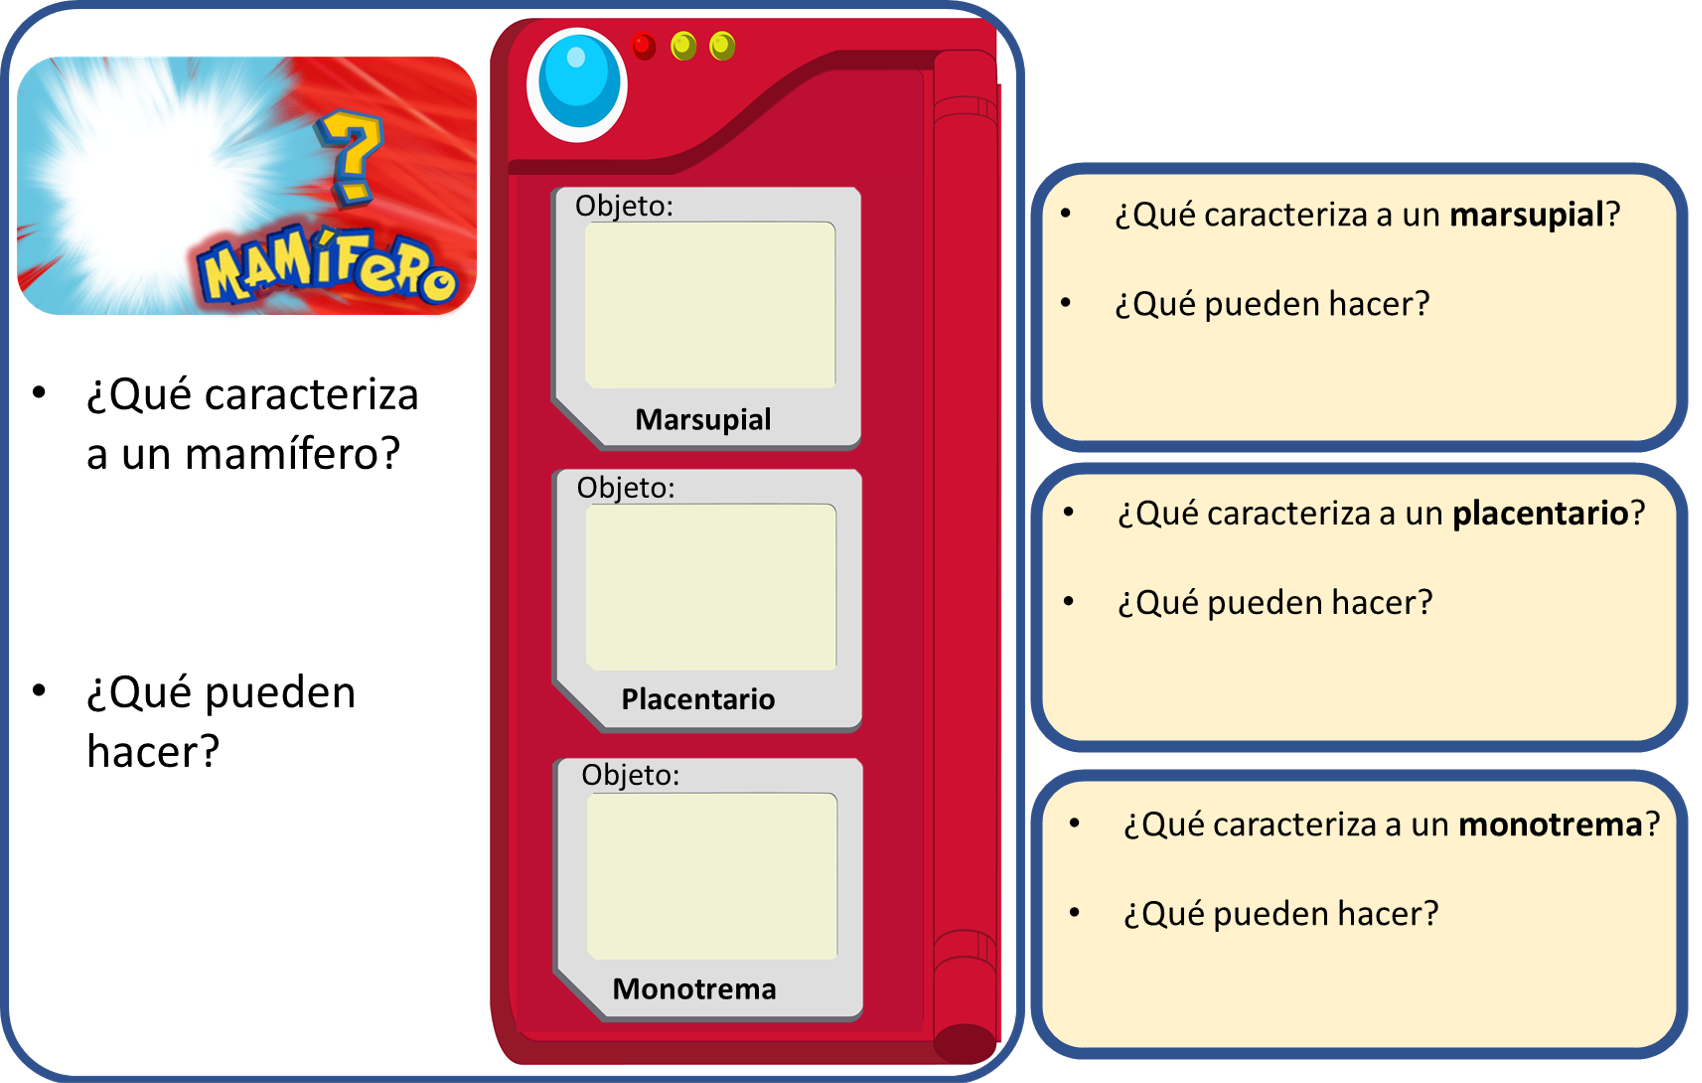 ?
MAMÍFERO
• ¿Qué caracteriza
a un mamífero?
• ¿Qué pueden
hacer?
Objeto:
Marsupial
Objeto:
Placentario
Objeto:
Monotrema
• ¿Qué caracteriza a un marsupial?
• ¿Qué pueden hacer?
• ¿Qué caracteriza a un placentario?
• ¿Qué pueden hacer?
• ¿Qué caracteriza a un monotrema?
• ¿Qué pueden hacer?